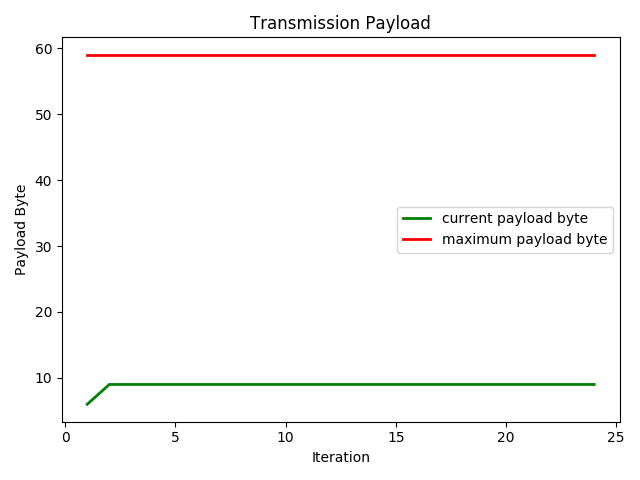 Transmission Payload
Payload Byte
60
50
40
30
20
10
current payload byte
maximum payload byte
0
5
10
15
20
25
Iteration